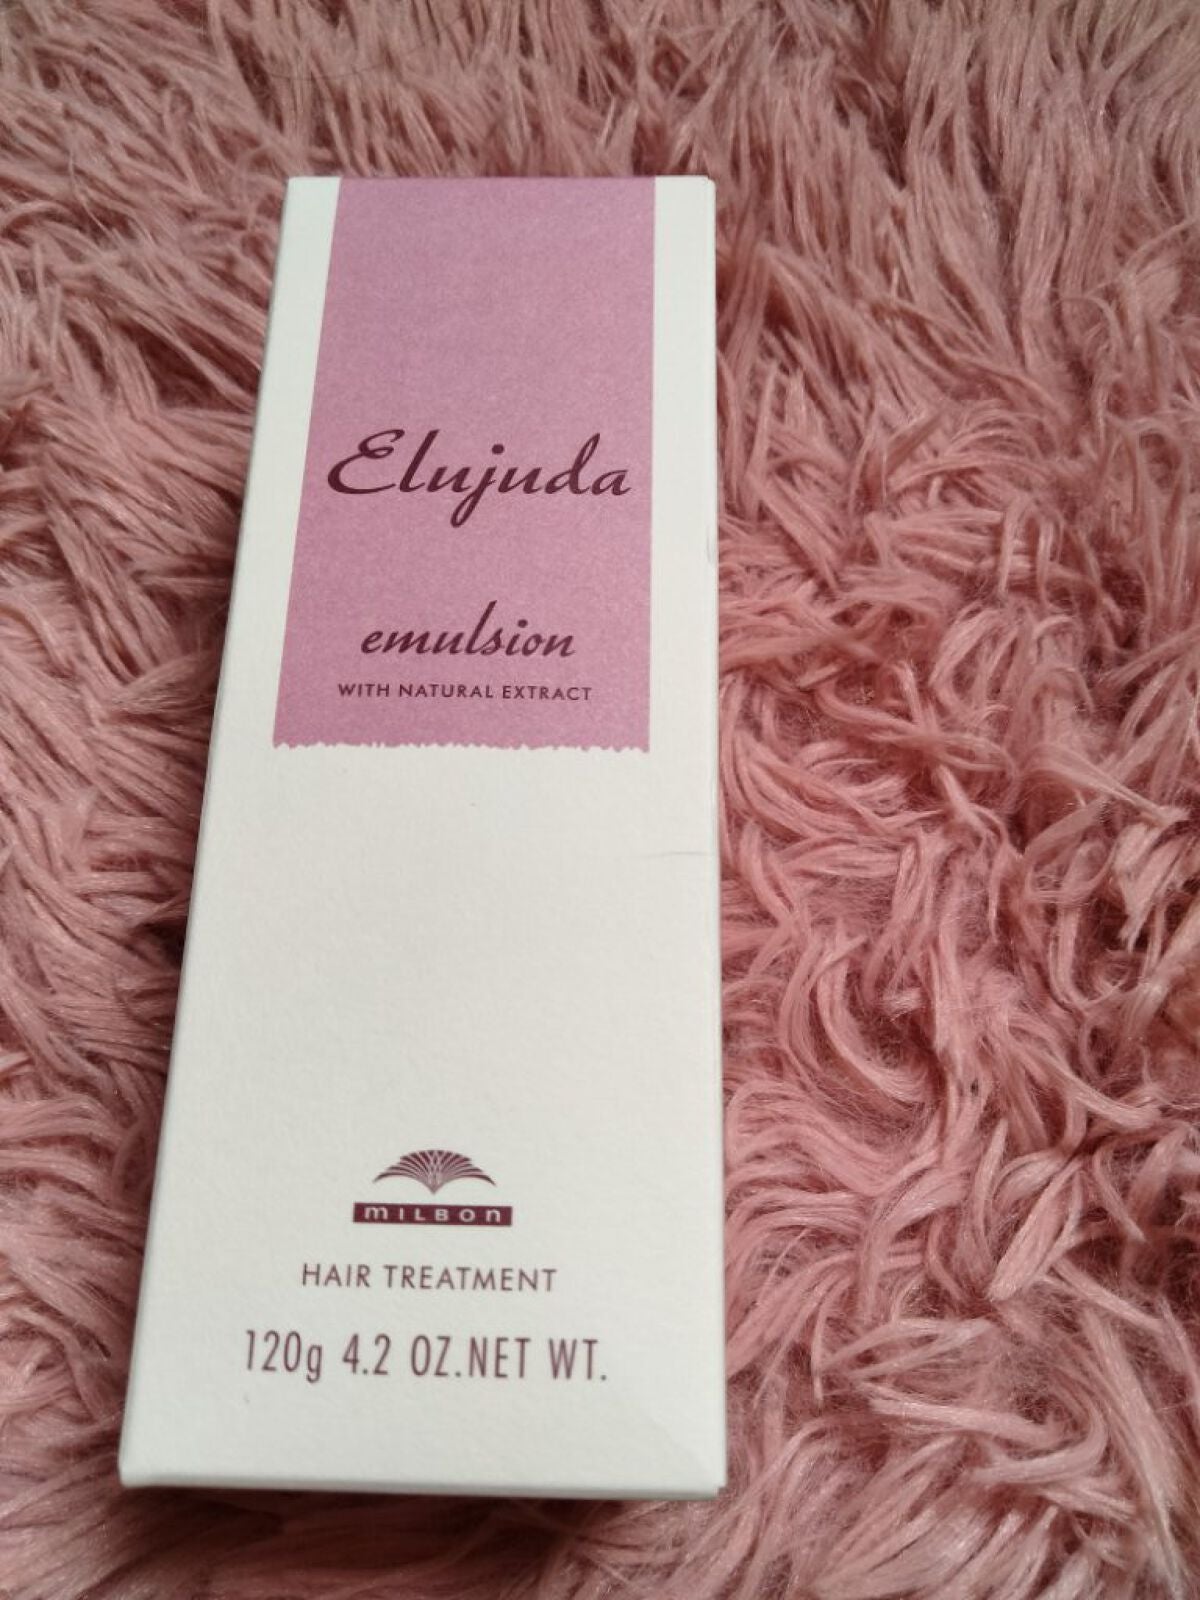 Elujuda
emulsion
WITH NATURAL EXTRACT
MILBON
HAIR TREATMENT
120g 4.2 OZ.NET WT.